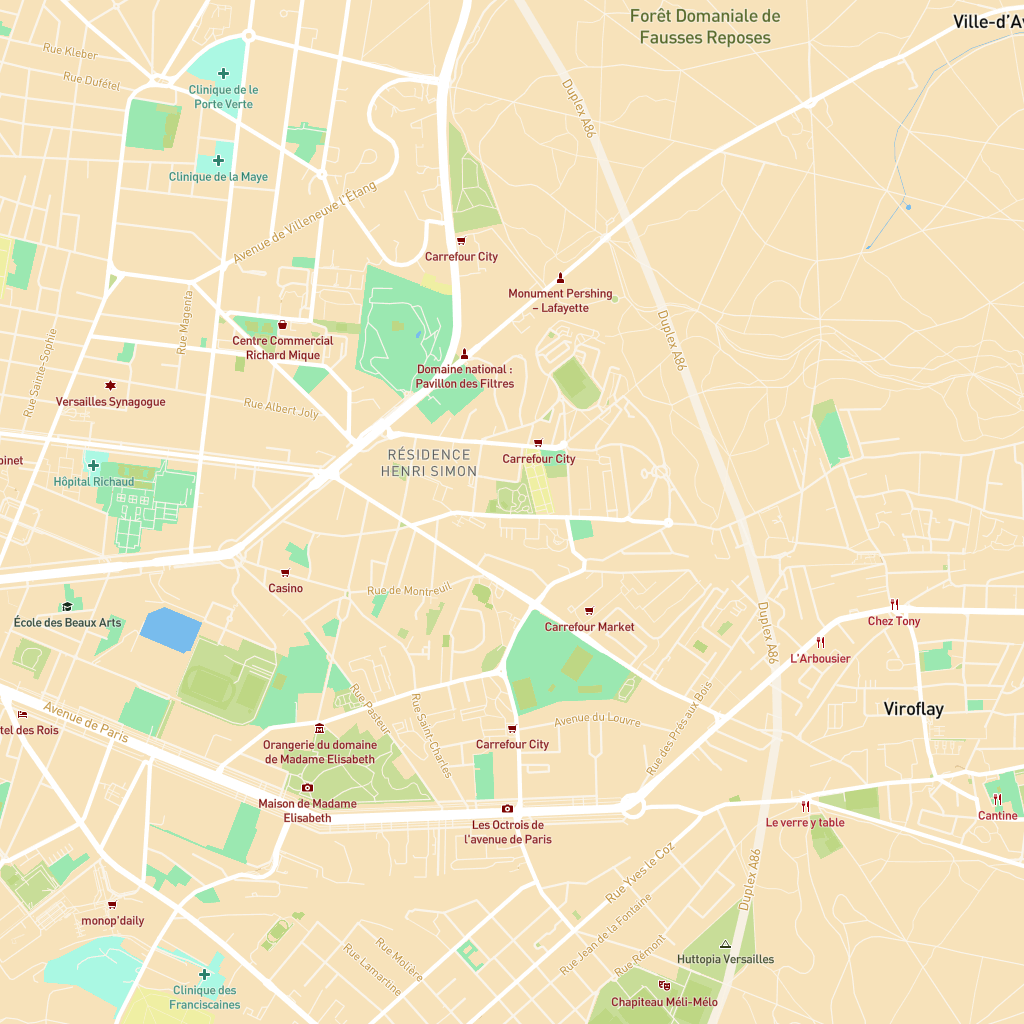 Forêt Domaniale de
Fausses Reposes
Ville-d'Av
Rue Kleber
Rue Dufétel
Clinique de le
Porte Verte
Duplex A86
Clinique de la Maye
Avenue de Villeneuve l'Étang
Carrefour City
Monument Pershing
– Lafayette
Rue Magenta
Centre Commercial
Richard Mique
Duplex A86
Domaine national :
Pavillon des Filtres
Rue Sainte-Sophie
Versailles Synagogue
Rue Albert Joly
RÉSIDENCE
HENRI SIMON
Carrefour City
binet
Hôpital Richaud
Casino
Rue de Montreuil
École des Beaux Arts
Carrefour Market
Duplex A86
Chez Tony
L'Arbousier
Viroflay
Avenue de Paris
tel des Rois
Rue Pasteur
Rue Saint-Charles
Avenue du Louvre
Rue des Prés aux Bois
Orangerie du domaine
de Madame Elisabeth
Carrefour City
Maison de Madame
Elisabeth
Les Octrois de
l'avenue de Paris
Le verre y table
Cantine
Rue Yves le Coz
Duplex A86
monop'daily
Rue Jean de la Fontaine
Rue Rémont
Rue Molière
Rue Lamartine
Huttopia Versailles
Clinique des
Franciscaines
Chapiteau Méli-Mélo